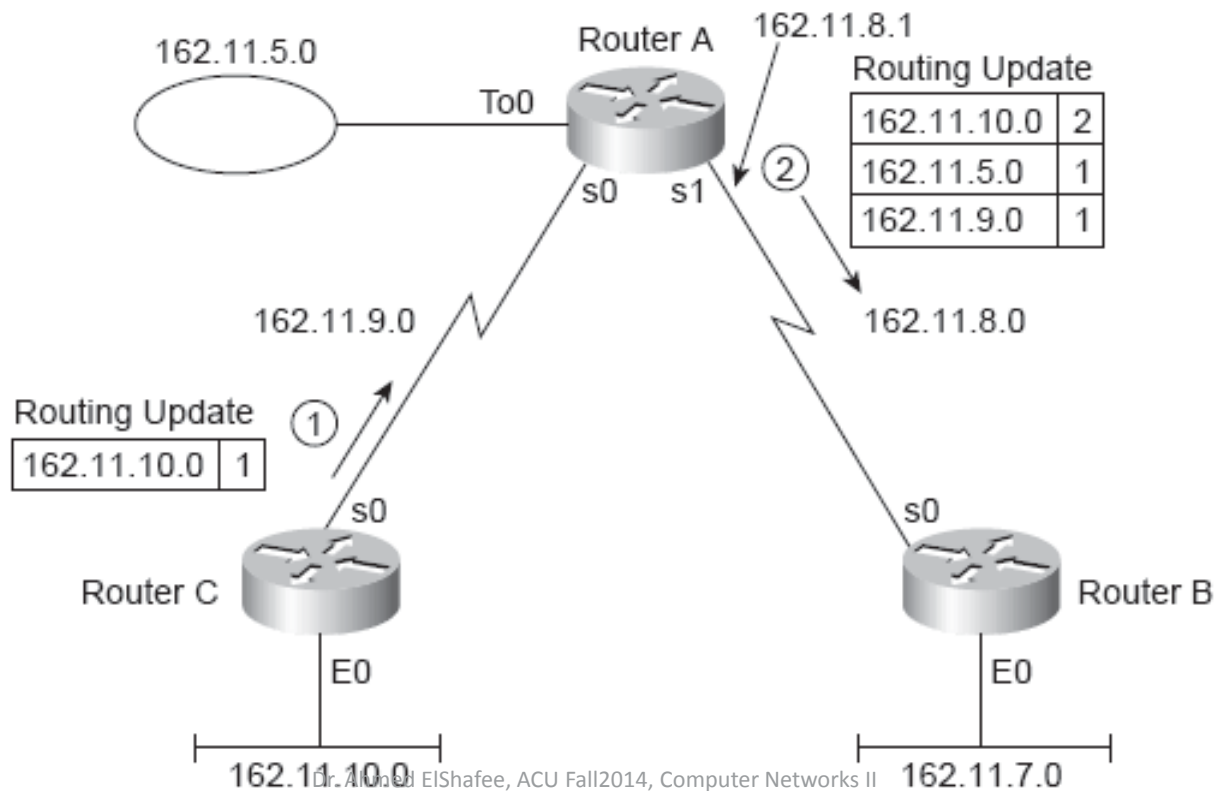 162.11.5.0
Router A
162.11.8.1
To0
Routing Update
162.11.10.0 2
162.11.5.0 1
162.11.9.0 1
2
s0
s1
162.11.9.0
162.11.8.0
Routing Update
162.11.10.0 1
1
s0
s0
Router C
Router B
E0
E0
162.11.10.0
Dr. Ahmed ElShafee, ACU Fall2014, Computer Networks II
162.11.7.0